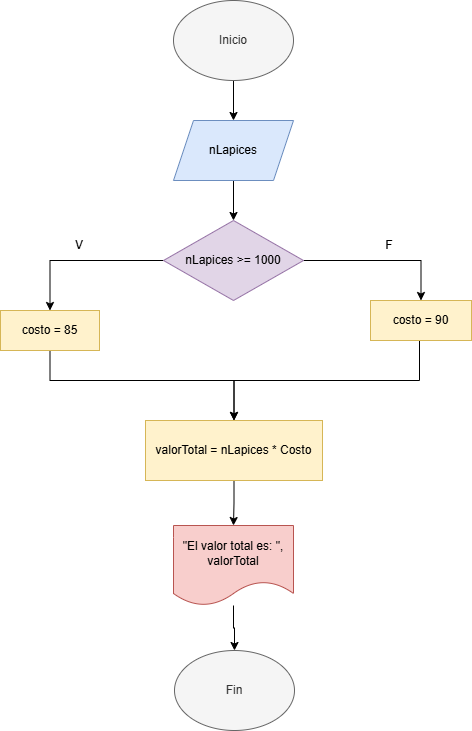 Inicio
nLapices
nLapices >= 1000
V
F
costo = 85
costo = 90
valorTotal = nLapices * Costo
"El valor total es: ",
valorTotal
Fin